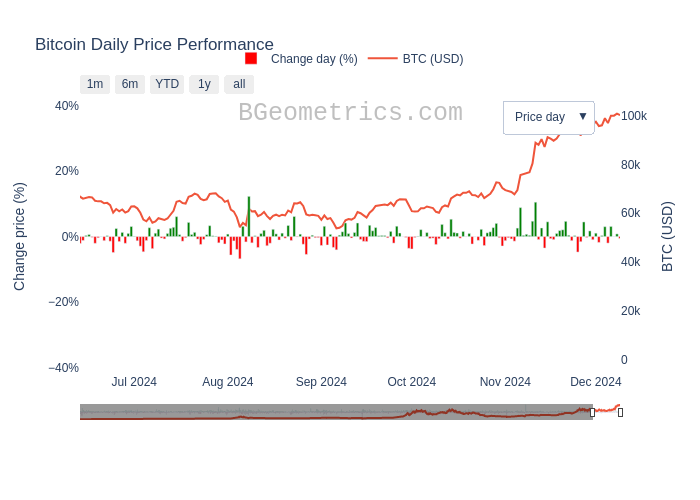 Bitcoin Daily Price Performance
Change day (%)
BTC (USD)
1m
6m
YTD
1y
all
BGeometrics.com
Price day ▼
Change price (%)
40%
20%
0%
−20%
−40%
100k
80k
60k
40k
20k
0
BTC (USD)
Jul 2024
Aug 2024
Sep 2024
Oct 2024
Nov 2024
Dec 2024